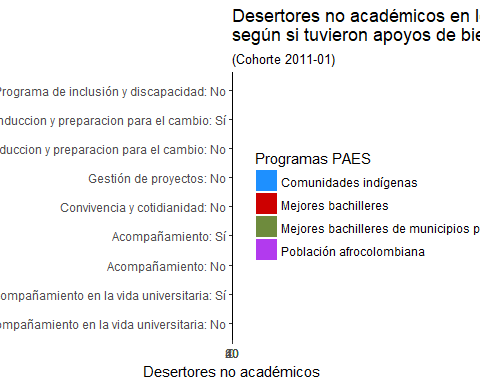 Desertores no académicos en l
según si tuvieron apoyos de bie
(Cohorte 2011-01)
Programa de inclusión y discapacidad: No
nduccion y preparacion para el cambio: Sí
duccion y preparacion para el cambio: No
Gestión de proyectos: No
Convivencia y cotidianidad: No
Acompañamiento: Sí
Acompañamiento: No
ompañamiento en la vida universitaria: Sí
ompañamiento en la vida universitaria: No
Programas PAES
Comunidades indígenas
Mejores bachilleres
Mejores bachilleres de municipios p
Población afrocolombiana
Desertores no académicos